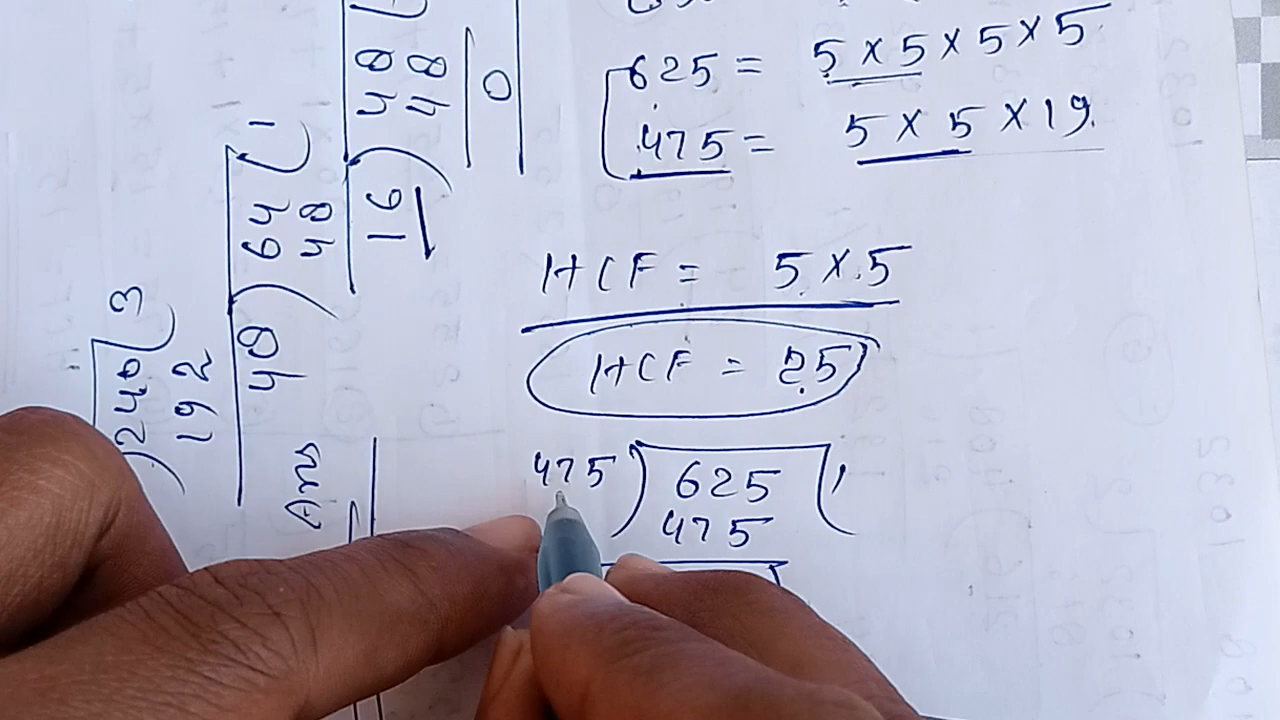 625 = 5 × 5 × 5 × 5
475 = 5 × 5 × 19
HCF = 5 × 5
HCF = 25
475 ) 625 ( 1
475
240 3
192
48 ) 64 ( 1
48
16 ) 48 (
48
0
Ans